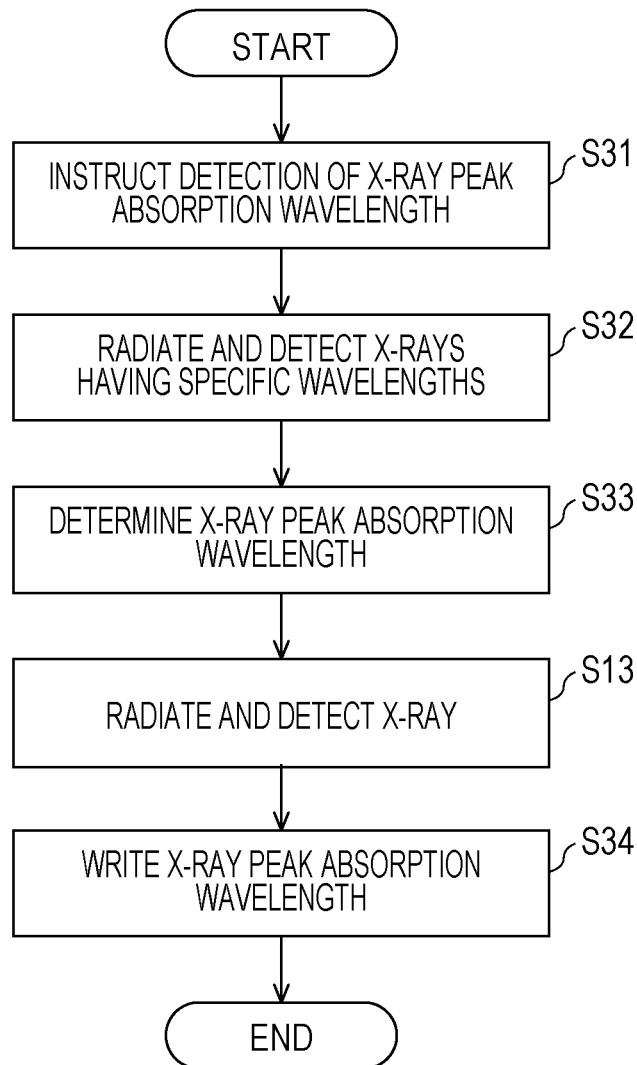 START
S31
INSTRUCT DETECTION OF X-RAY PEAK
ABSORPTION WAVELENGTH
S32
RADIATE AND DETECT X-RAYS
HAVING SPECIFIC WAVELENGTHS
S33
DETERMINE X-RAY PEAK ABSORPTION
WAVELENGTH
S13
RADIATE AND DETECT X-RAY
S34
WRITE X-RAY PEAK ABSORPTION
WAVELENGTH
END